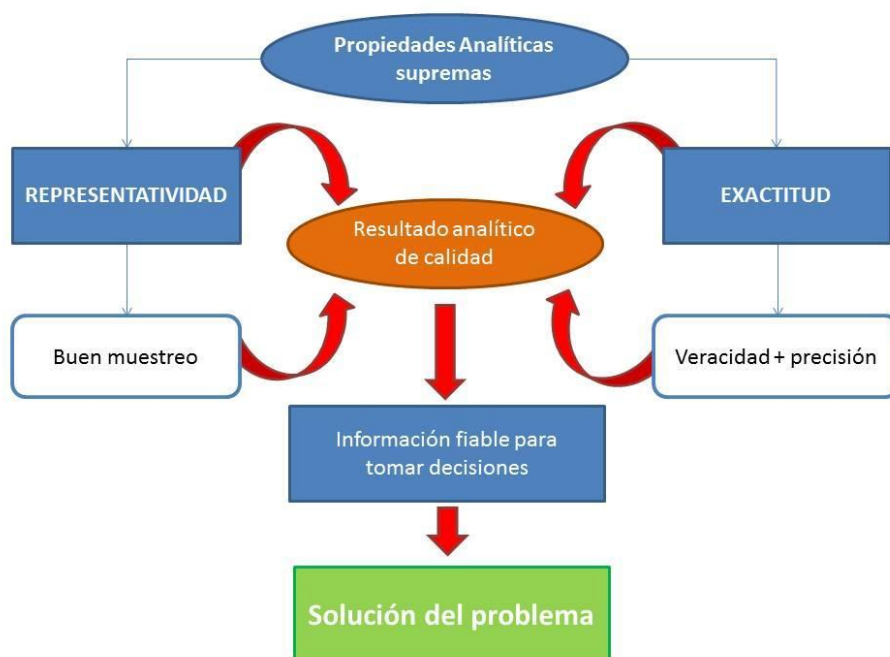 Propiedades Analíticas
supremas
REPRESENTATIVIDAD
EXACTITUD
Resultado analítico
de calidad
Buen muestreo
Veracidad + precisión
Información fiable para
tomar decisiones
Solución del problema